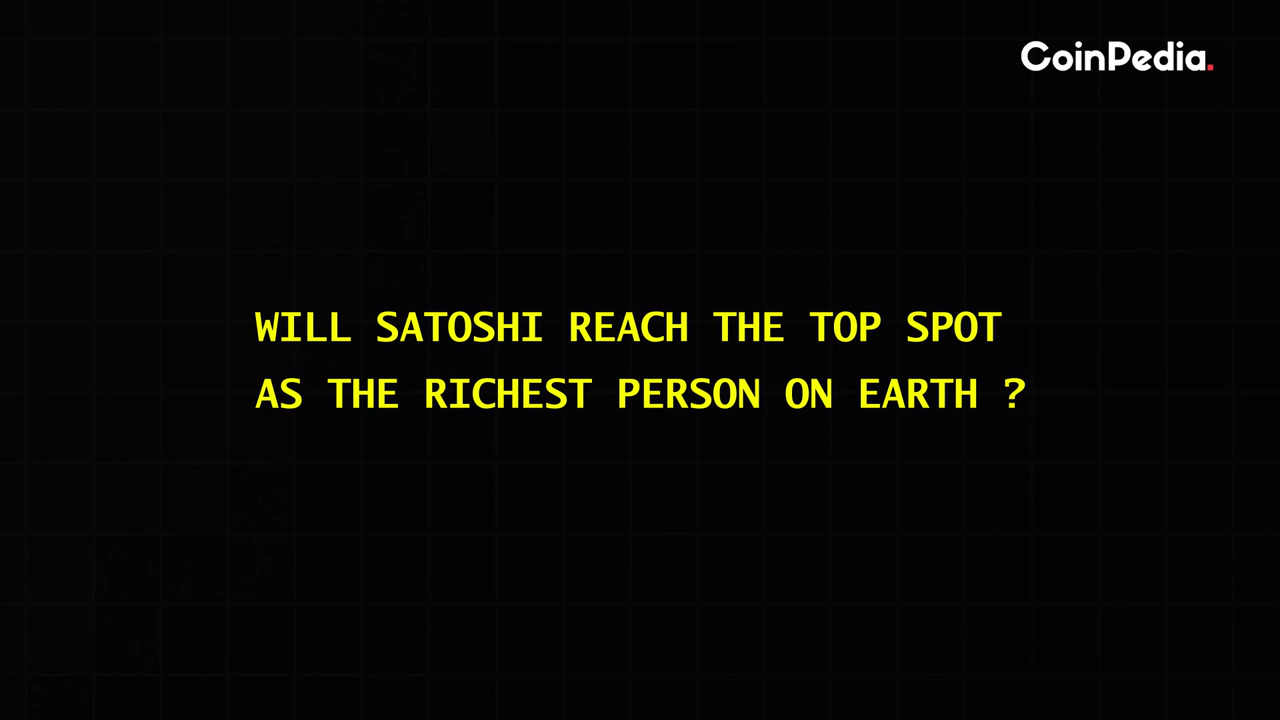 CoinPedia.
WILL SATOSHI REACH THE TOP SPOT
AS THE RICHEST PERSON ON EARTH ?